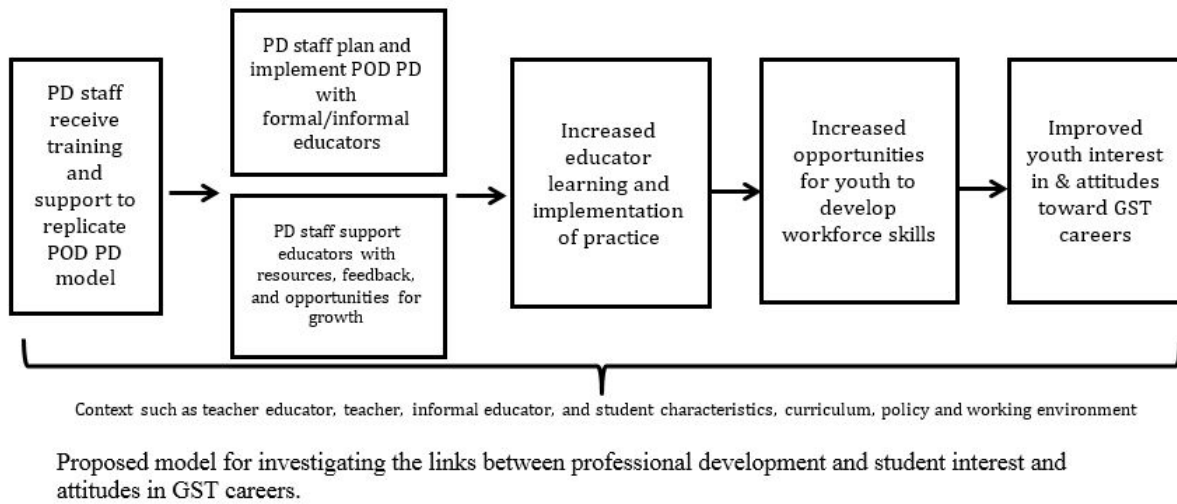 PD staff
receive
training
and
support to
replicate
POD PD
model
PD staff plan and
implement POD PD
with
formal/informal
educators
PD staff support
educators with
resources, feedback,
and opportunities for
growth
Increased
educator
learning and
implementation
of practice
Increased
opportunities
for youth to
develop
workforce skills
Improved
youth interest
in & attitudes
toward GST
careers
Context such as teacher educator, teacher, informal educator, and student characteristics, curriculum, policy and working environment
Proposed model for investigating the links between professional development and student interest and
attitudes in GST careers.